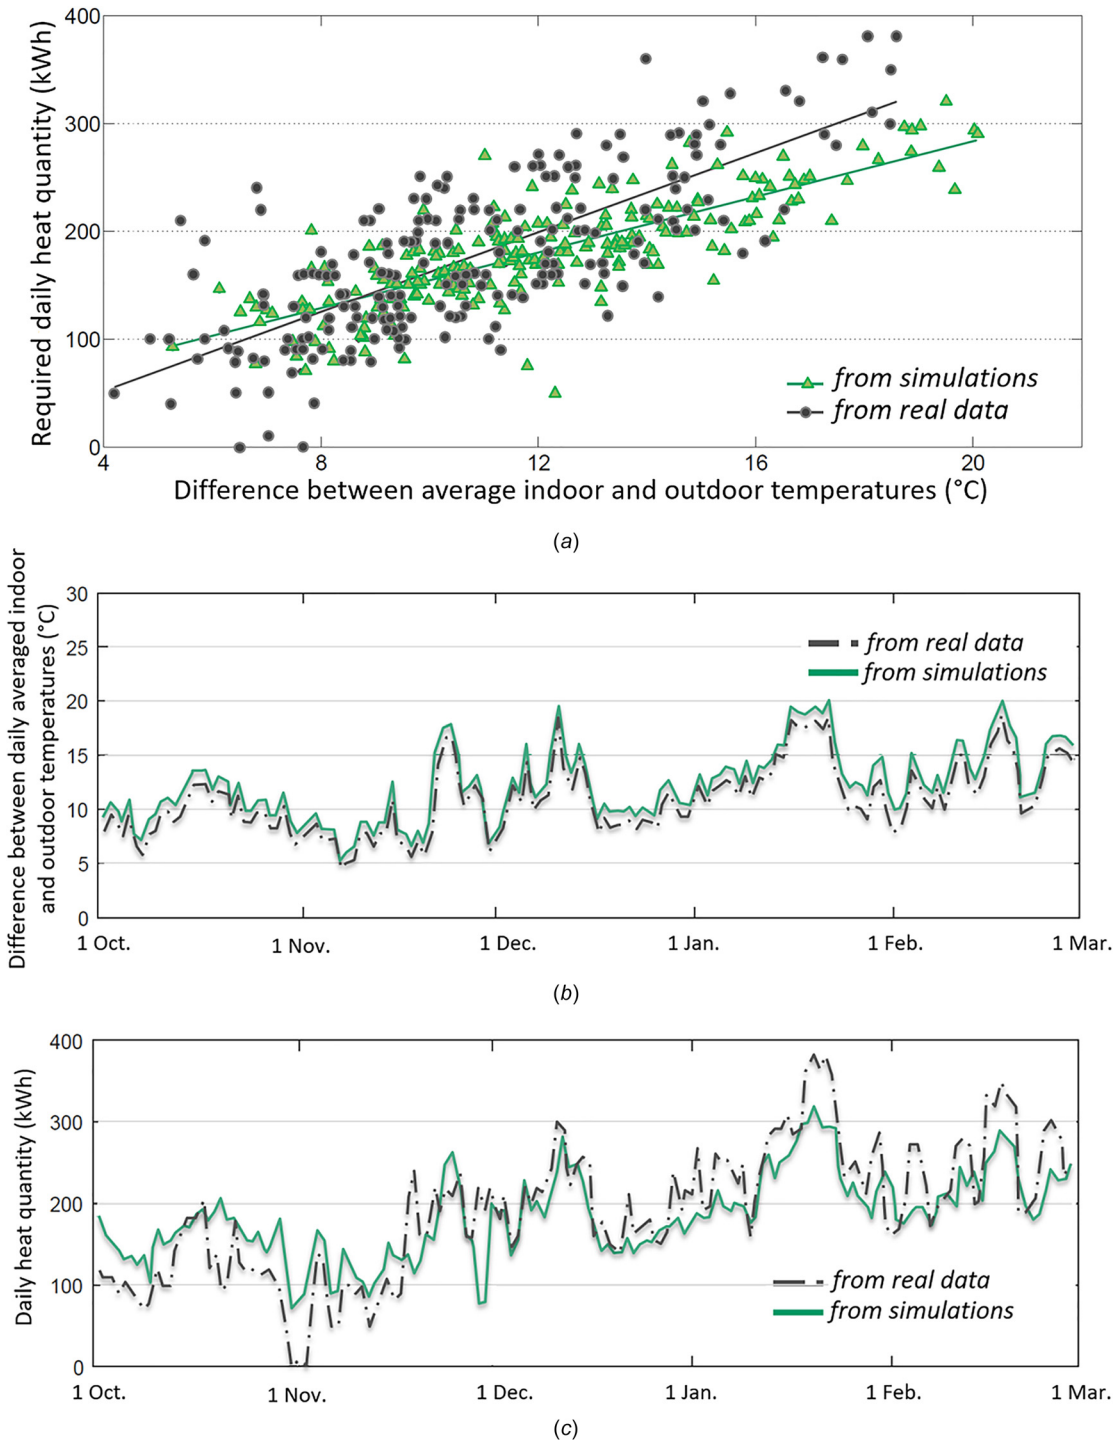 400
300
200
100
0
Required daily heat quantity (kWh)
from simulations
from real data
4 8 12 16 20
Difference between average indoor and outdoor temperatures (°C)
(a)
Difference between daily averaged indoor
and outdoor temperatures (°C)
30
25
20
15
10
5
0
from real data
from simulations
1 Oct. 1 Nov. 1 Dec. 1 Jan. 1 Feb. 1 Mar.
(b)
Daily heat quantity (kWh)
400
300
200
100
0
from real data
from simulations
1 Oct. 1 Nov. 1 Dec. 1 Jan. 1 Feb. 1 Mar.
(c)